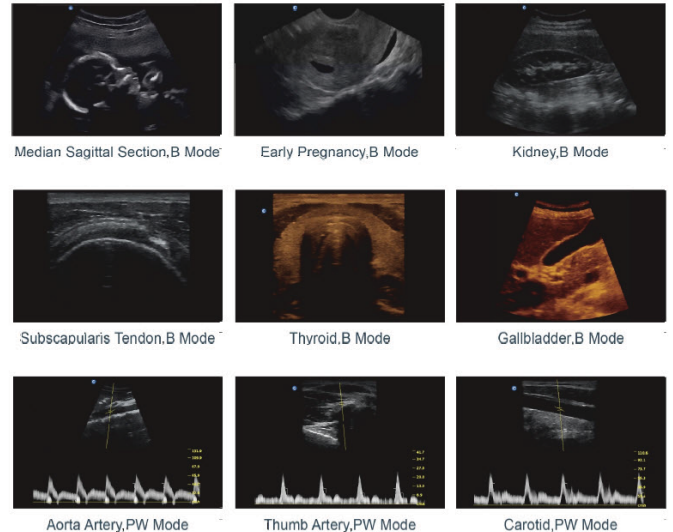 Median Sagittal Section,B Mode
Early Pregnancy,B Mode
Kidney,B Mode
Subscapularis Tendon,B Mode
Thyroid,B Mode
Gallbladder,B Mode
Aorta Artery,PW Mode
Thumb Artery,PW Mode
Carotid,PW Mode